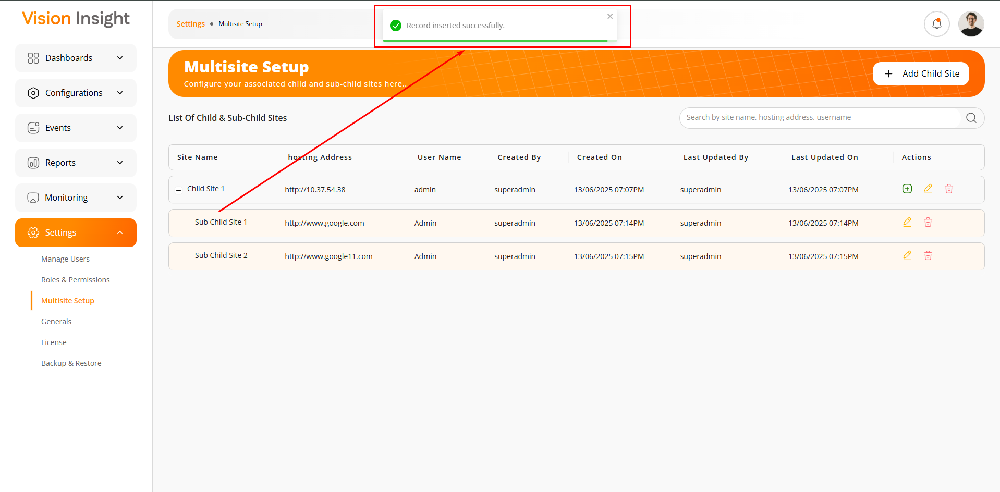 Vision Insight
Settings • Multisite Setup
Record inserted successfully.
Dashboards
Configurations
Events
Reports
Monitoring
Settings
Manage Users
Roles & Permissions
Multisite Setup
Generals
License
Backup & Restore
Multisite Setup
Configure your associated child and sub-child sites here..
+ Add Child Site
List Of Child & Sub-Child Sites
Search by site name, hosting address, username
Site Name hosting Address User Name Created By Created On Last Updated By Last Updated On Actions
Child Site 1 http://10.37.54.38 admin superadmin 13/06/2025 07:07PM superadmin 13/06/2025 07:07PM
Sub Child Site 1 http://www.google.com Admin superadmin 13/06/2025 07:14PM superadmin 13/06/2025 07:14PM
Sub Child Site 2 http://www.google11.com Admin superadmin 13/06/2025 07:15PM superadmin 13/06/2025 07:15PM